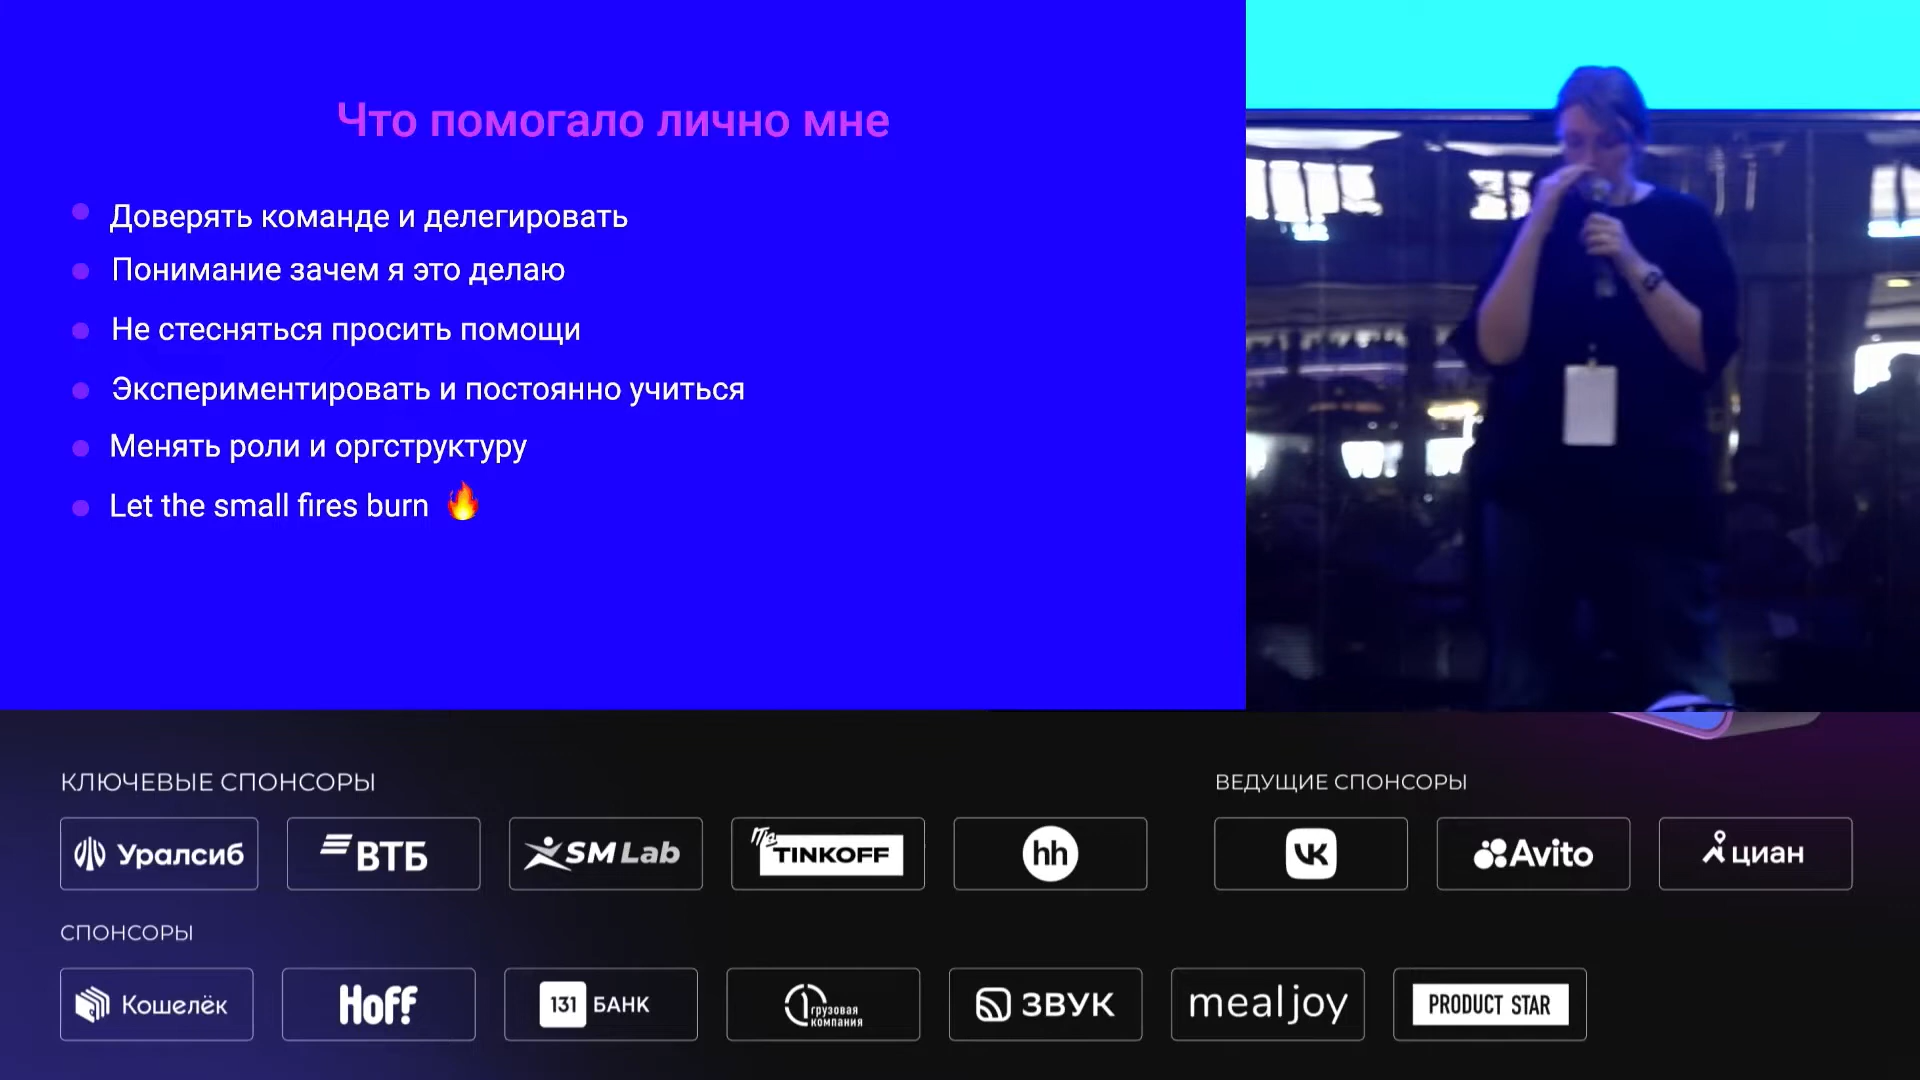 Что помогало лично мне
Доверять команде и делегировать
Понимание зачем я это делаю
Не стесняться просить помощи
Экспериментировать и постоянно учиться
Менять роли и оргструктуру
Let the small fires burn 🔥
КЛЮЧЕВЫЕ СПОНСОРЫ
Уралсиб
ВТБ
SM Lab
TINKOFF
hh
ВЕДУЩИЕ СПОНСОРЫ
VK
Avito
циан
СПОНСОРЫ
Кошелёк
Hoff
131 БАНК
1 грузовая
компания
ЗВУК
mealjoy
PRODUCT STAR